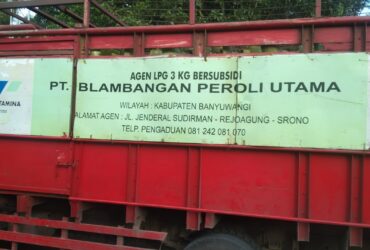 AGEN LPG 3 KG BERSUBSIDI
PT. BLAMBANGAN PEROLI UTAMA
WILAYAH : KABUPATEN BANYUWANGI
ALAMAT AGEN : JL. JENDERAL SUDIRMAN - REJOAGUNG - SRONO
TELP. PENGADUAN 081 242 081 070
TAMINA